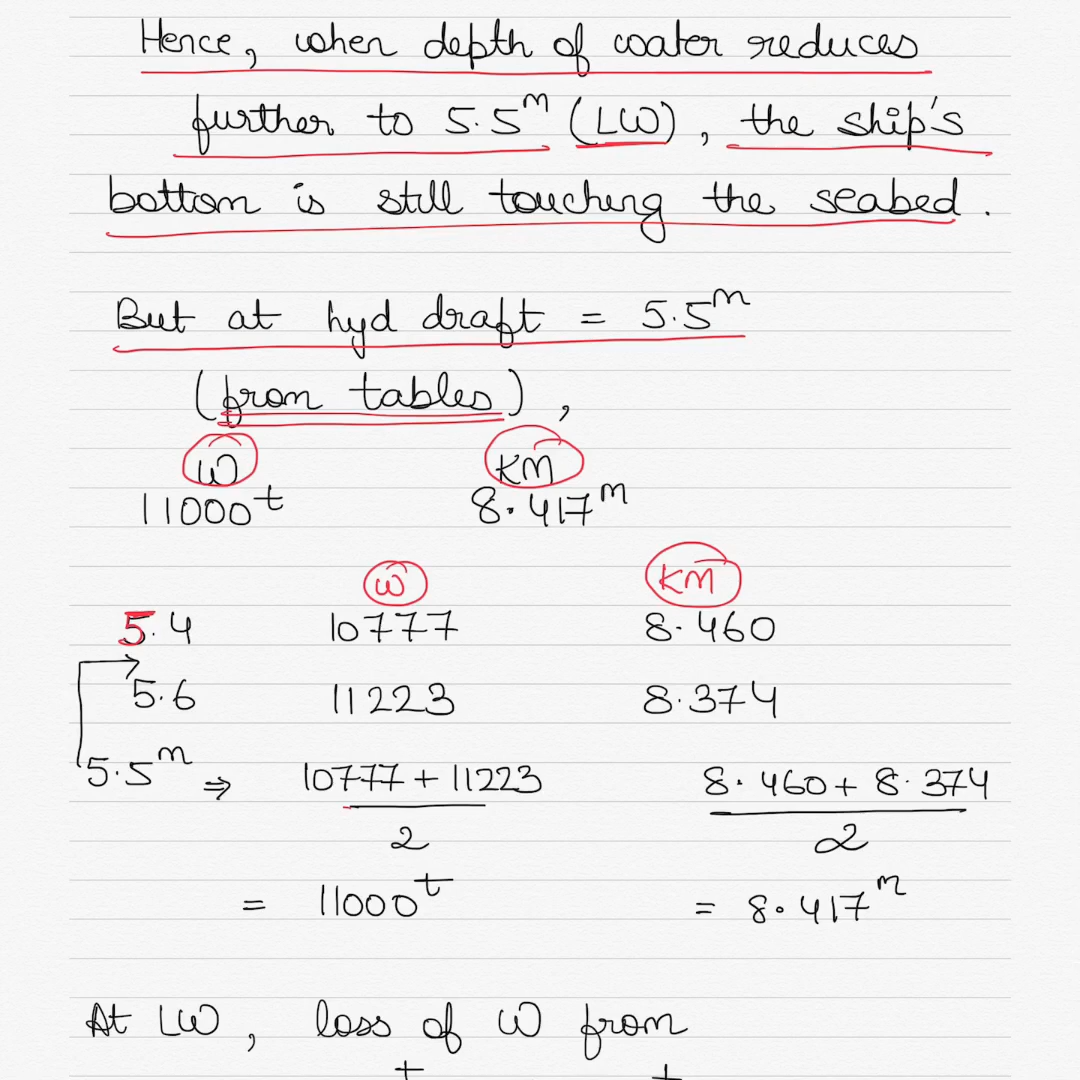 Hence, when depth of water reduces
further to 5.5m (LW), the ship's
bottom is still touching the seabed.
But at hyd draft = 5.5m
(from tables),
W KM
11000t 8.417m
W KM
5.4 10777 8.460
5.6 11223 8.374
5.5m ⇒ 10777 + 11223 8.460 + 8.374
2 2
= 11000t = 8.417m
At LW, loss of W from
t t